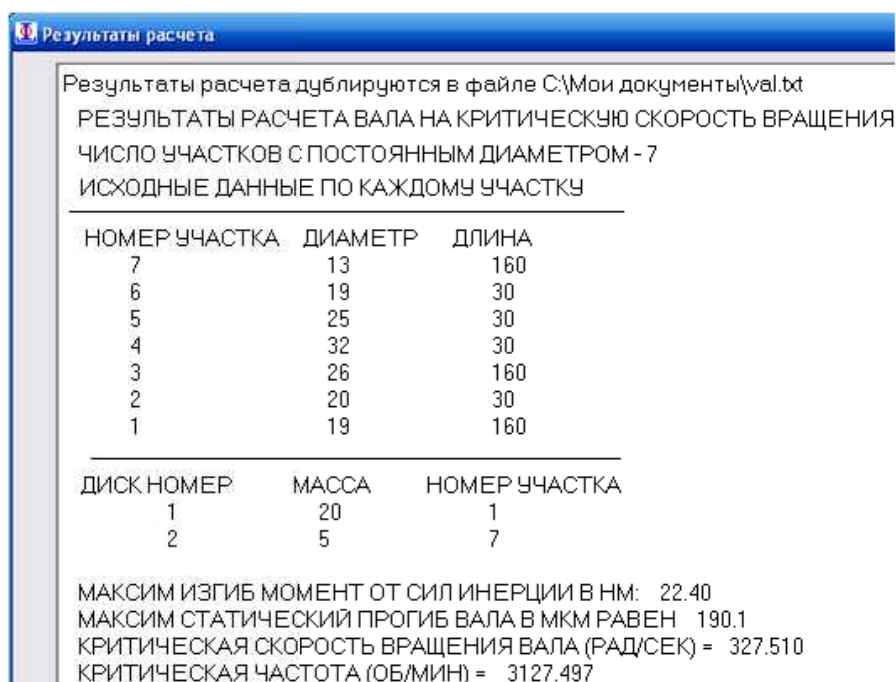 Результаты расчета
Результаты расчета дублируются в файле C:\Мои документы\val.txt
РЕЗУЛЬТАТЫ РАСЧЕТА ВАЛА НА КРИТИЧЕСКУЮ СКОРОСТЬ ВРАЩЕНИЯ
ЧИСЛО УЧАСТКОВ С ПОСТОЯННЫМ ДИАМЕТРОМ - 7
ИСХОДНЫЕ ДАННЫЕ ПО КАЖДОМУ УЧАСТКУ
НОМЕР УЧАСТКА ДИАМЕТР ДЛИНА
7 13 160
6 19 30
5 25 30
4 32 30
3 26 160
2 20 30
1 19 160
ДИСК НОМЕР МАССА НОМЕР УЧАСТКА
1 20 1
2 5 7
МАКСИМ ИЗГИБ МОМЕНТ ОТ СИЛ ИНЕРЦИИ В НМ: 22.40
МАКСИМ СТАТИЧЕСКИЙ ПРОГИБ ВАЛА В МКМ РАВЕН 190.1
КРИТИЧЕСКАЯ СКОРОСТЬ ВРАЩЕНИЯ ВАЛА (РАД/СЕК) = 327.510
КРИТИЧЕСКАЯ ЧАСТОТА (ОБ/МИН) = 3127.497